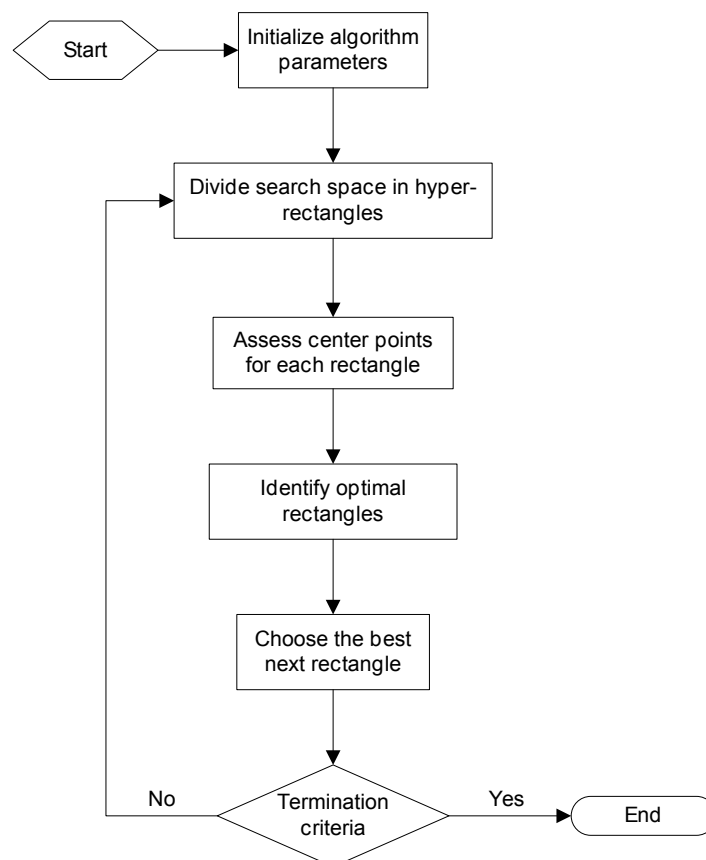 Start
Initialize algorithm
parameters
Divide search space in hyper-
rectangles
Assess center points
for each rectangle
Identify optimal
rectangles
Choose the best
next rectangle
No
Termination
criteria
Yes
End